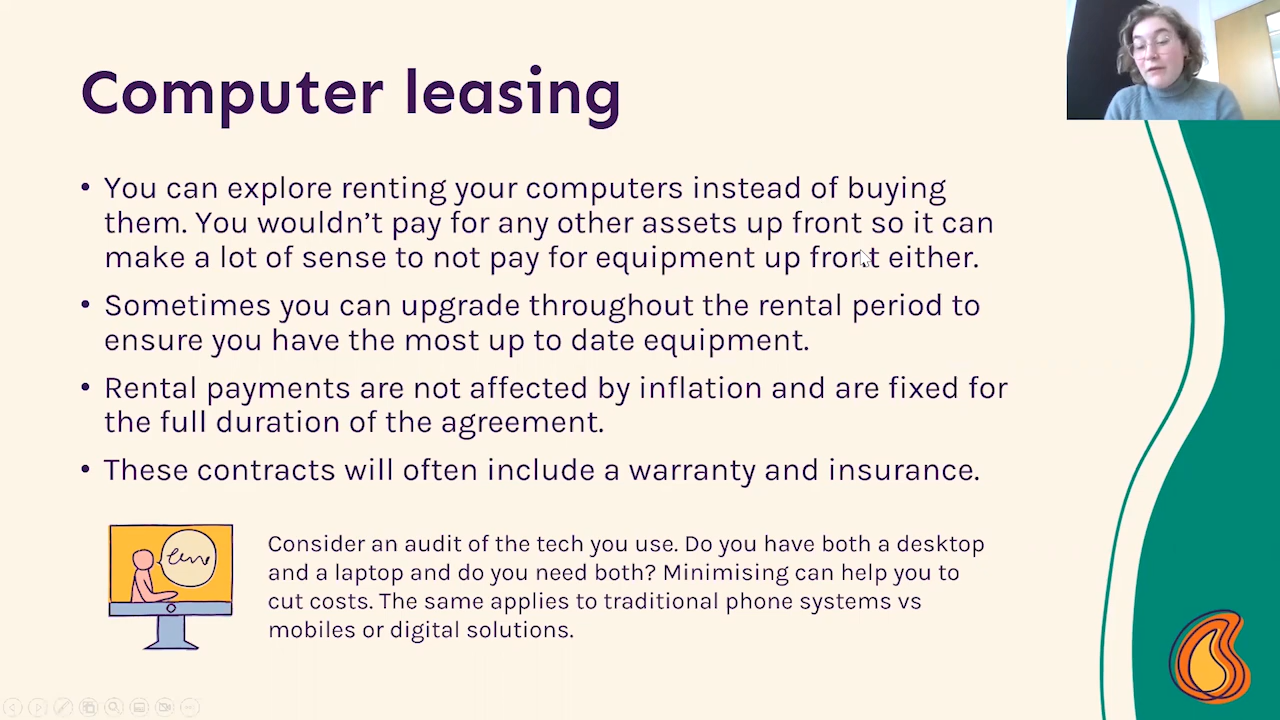 Computer leasing
• You can explore renting your computers instead of buying
them. You wouldn’t pay for any other assets up front so it can
make a lot of sense to not pay for equipment up front either.
• Sometimes you can upgrade throughout the rental period to
ensure you have the most up to date equipment.
• Rental payments are not affected by inflation and are fixed for
the full duration of the agreement.
• These contracts will often include a warranty and insurance.
Consider an audit of the tech you use. Do you have both a desktop
and a laptop and do you need both? Minimising can help you to
cut costs. The same applies to traditional phone systems vs
mobiles or digital solutions.